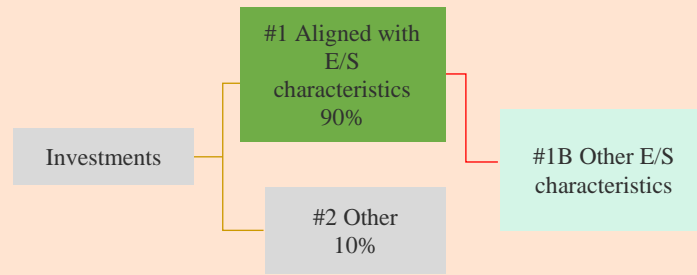 #1 Aligned with
E/S
characteristics
90%
Investments
#1B Other E/S
characteristics
#2 Other
10%